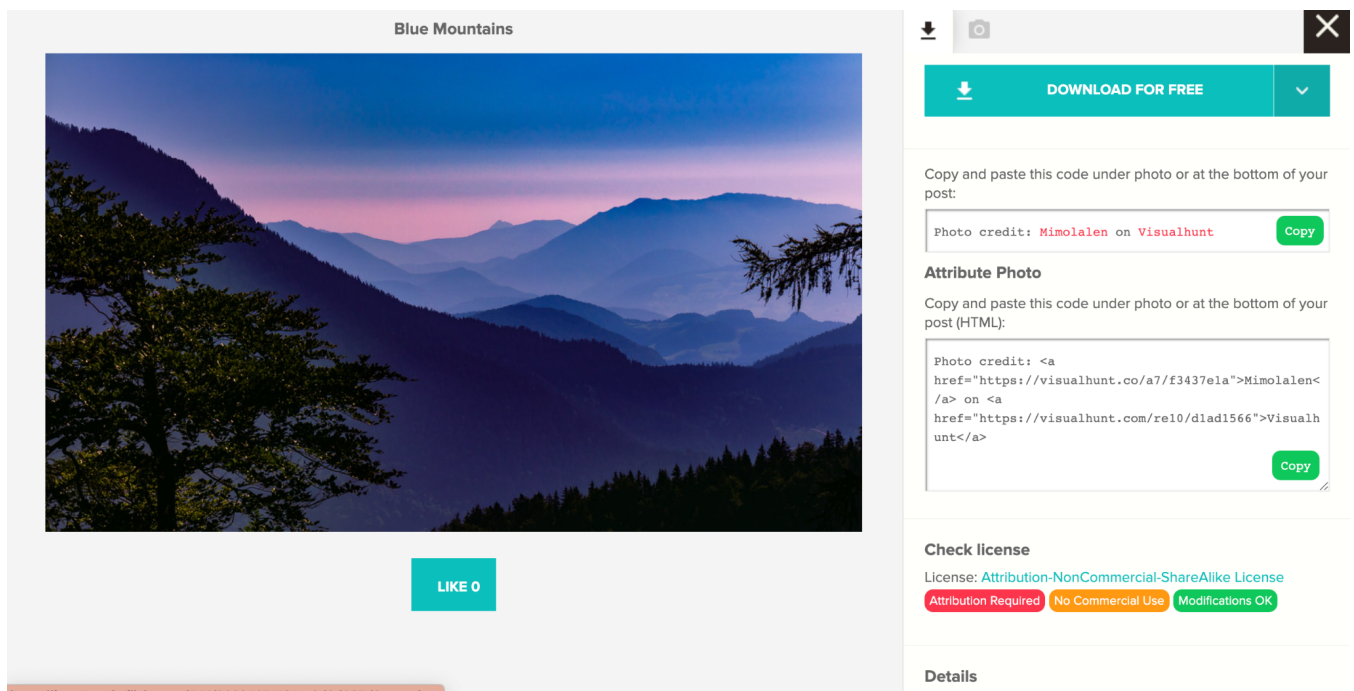 Blue Mountains
LIKE 0
DOWNLOAD FOR FREE
Copy and paste this code under photo or at the bottom of your
post:
Photo credit: Mimolalen on Visualhunt
Copy
Attribute Photo
Copy and paste this code under photo or at the bottom of your
post (HTML):
Photo credit: <a
href="https://visualhunt.co/a7/f3437e1a">Mimolalen<
/a> on <a
href="https://visualhunt.com/re10/d1ad1566">Visualh
unt</a>
Copy
Check license
License: Attribution-NonCommercial-ShareAlike License
Attribution Required No Commercial Use Modifications OK
Details